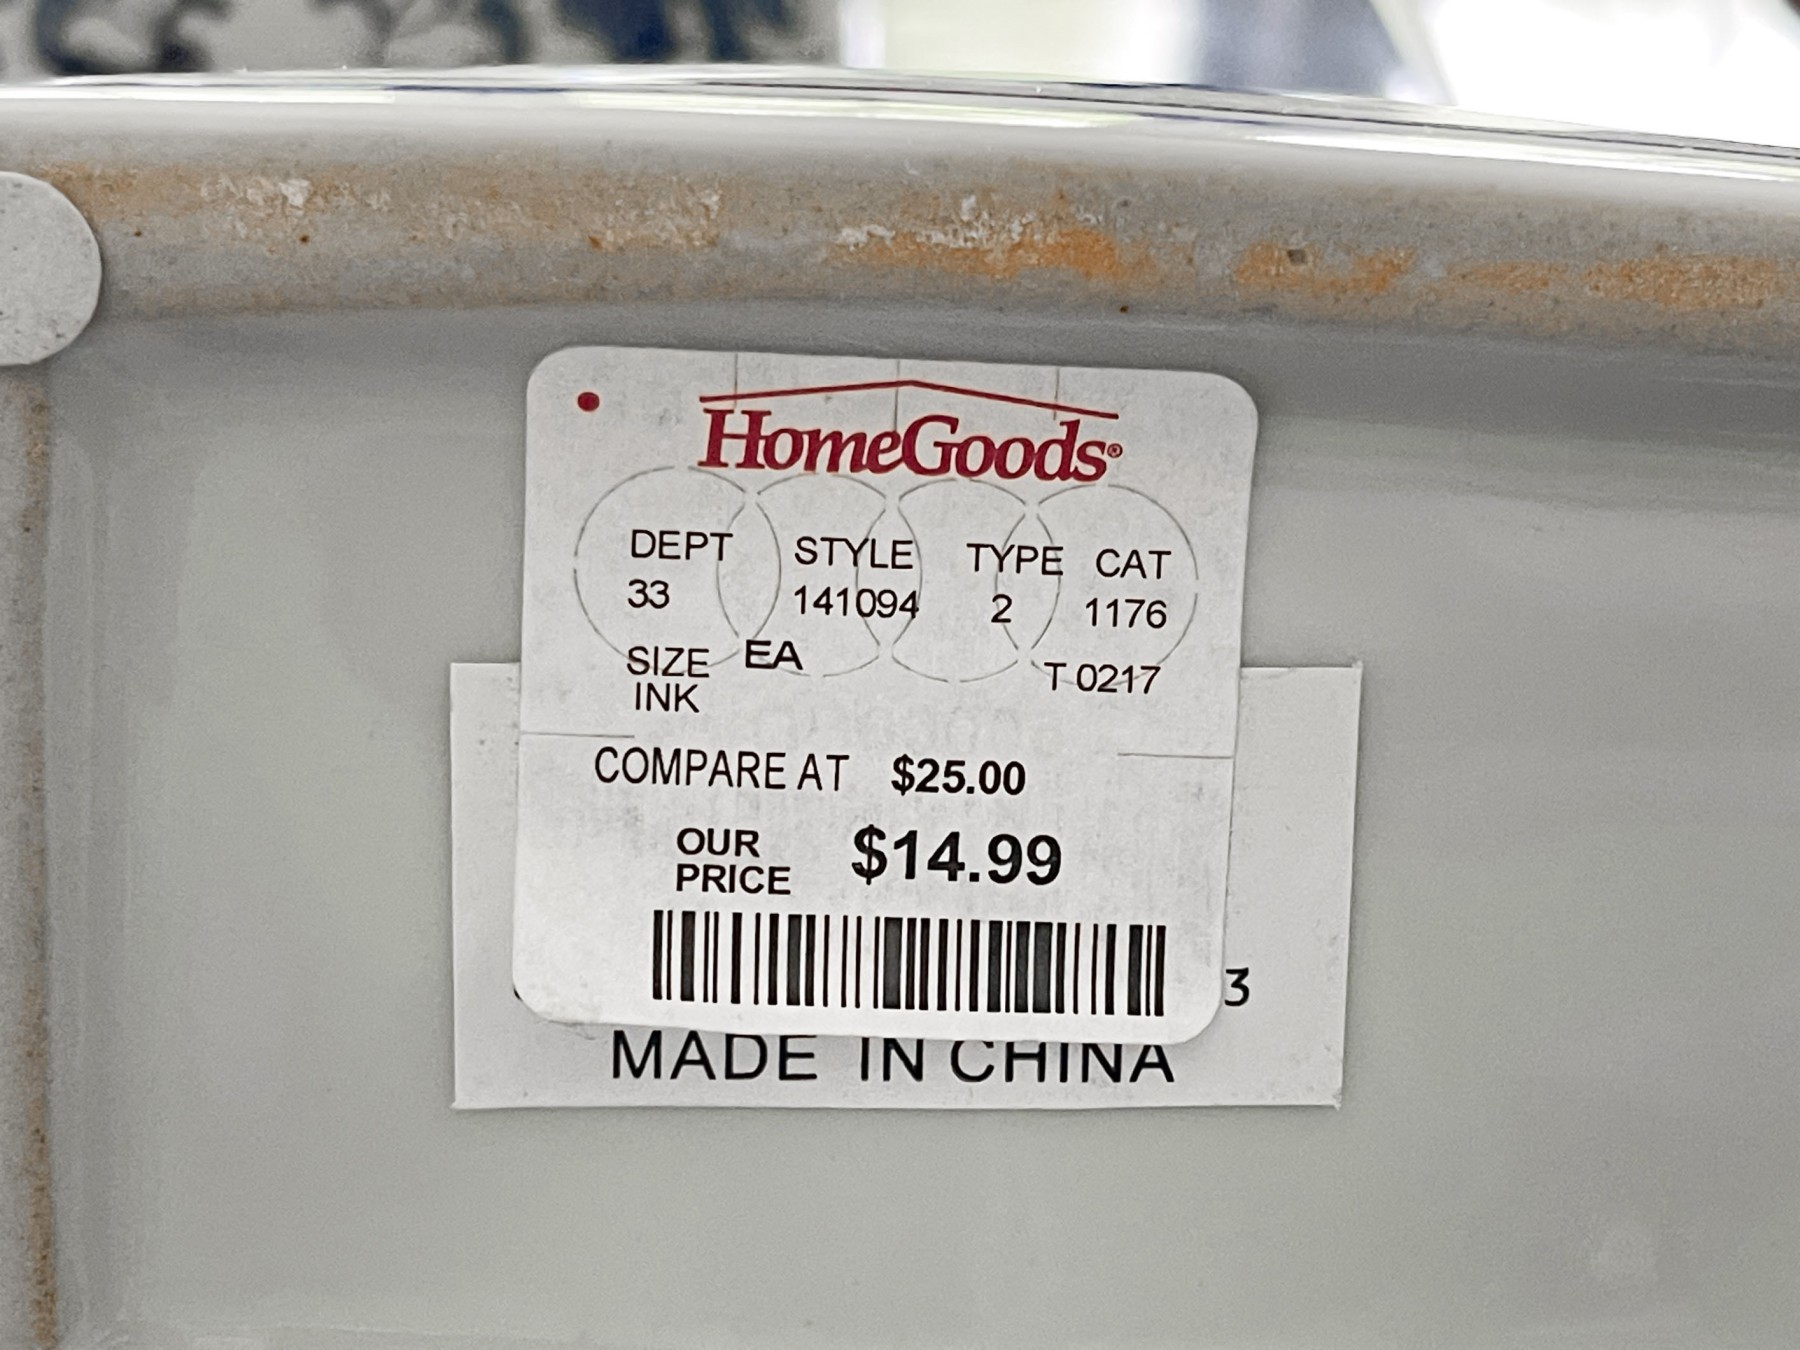 HomeGoods®
DEPT STYLE TYPE CAT
33 141094 2 1176
SIZE EA T 0217
INK
COMPARE AT $25.00
OUR PRICE $14.99
3
MADE IN CHINA